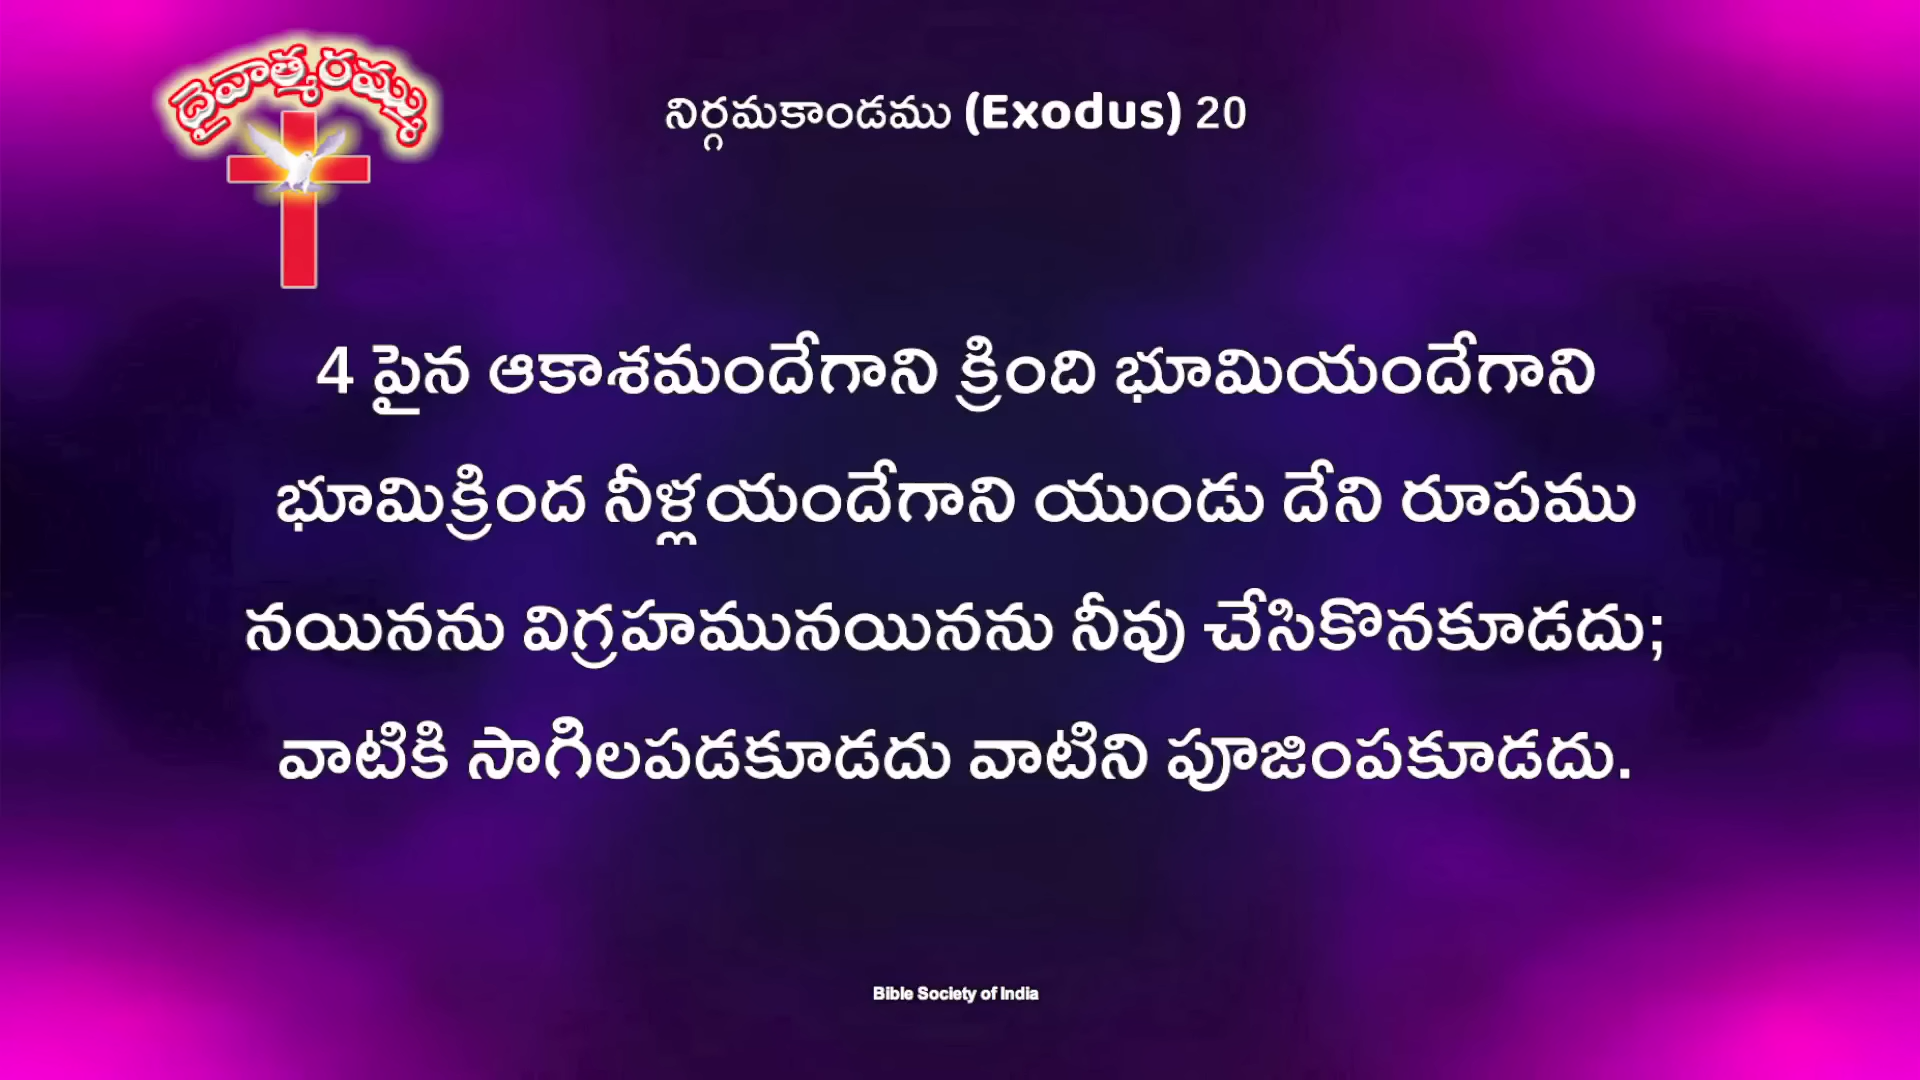 దైవాత్మరమ్ము
నిర్గమకాండము (Exodus) 20
4 పైన ఆకాశమందేగాని క్రింది భూమియందేగాని
భూమిక్రింద నీళ్లయందేగాని యుండు దేని రూపము
నయినను విగ్రహమునయినను నీవు చేసికొనకూడదు;
వాటికి సాగిలపడకూడదు వాటిని పూజింపకూడదు.
Bible Society of India